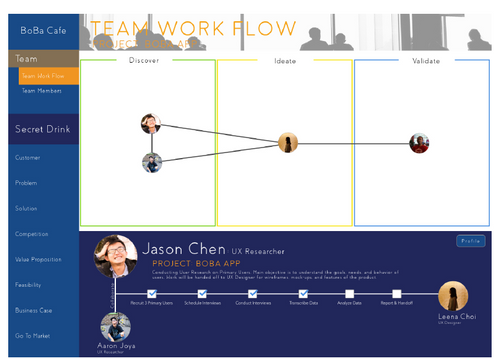 BoBa Cafe
Team
Team Work Flow
Team Members
Secret Drink
Customer
Problem
Solution
Competition
Value Proposition
Feasibility
Business Case
Go To Market
TEAM WORK FLOW
PROJECT: BOBA APP
Discover
Ideate
Validate
Profile
Jason Chen UX Researcher
PROJECT: BOBA APP
Conducting User Research on Primary Users. Main objective is to understand the goals, needs, and behavior of
users. Work will be handed off to UX Designer for wireframes, mock-ups, and features of the product.
Recruit 5 Primary Users
Schedule Interviews
Conduct Interviews
Transcribe Data
Analyze Data
Report & Handoff
Aaron Joya
UX Researcher
Leena Choi
UX Designer